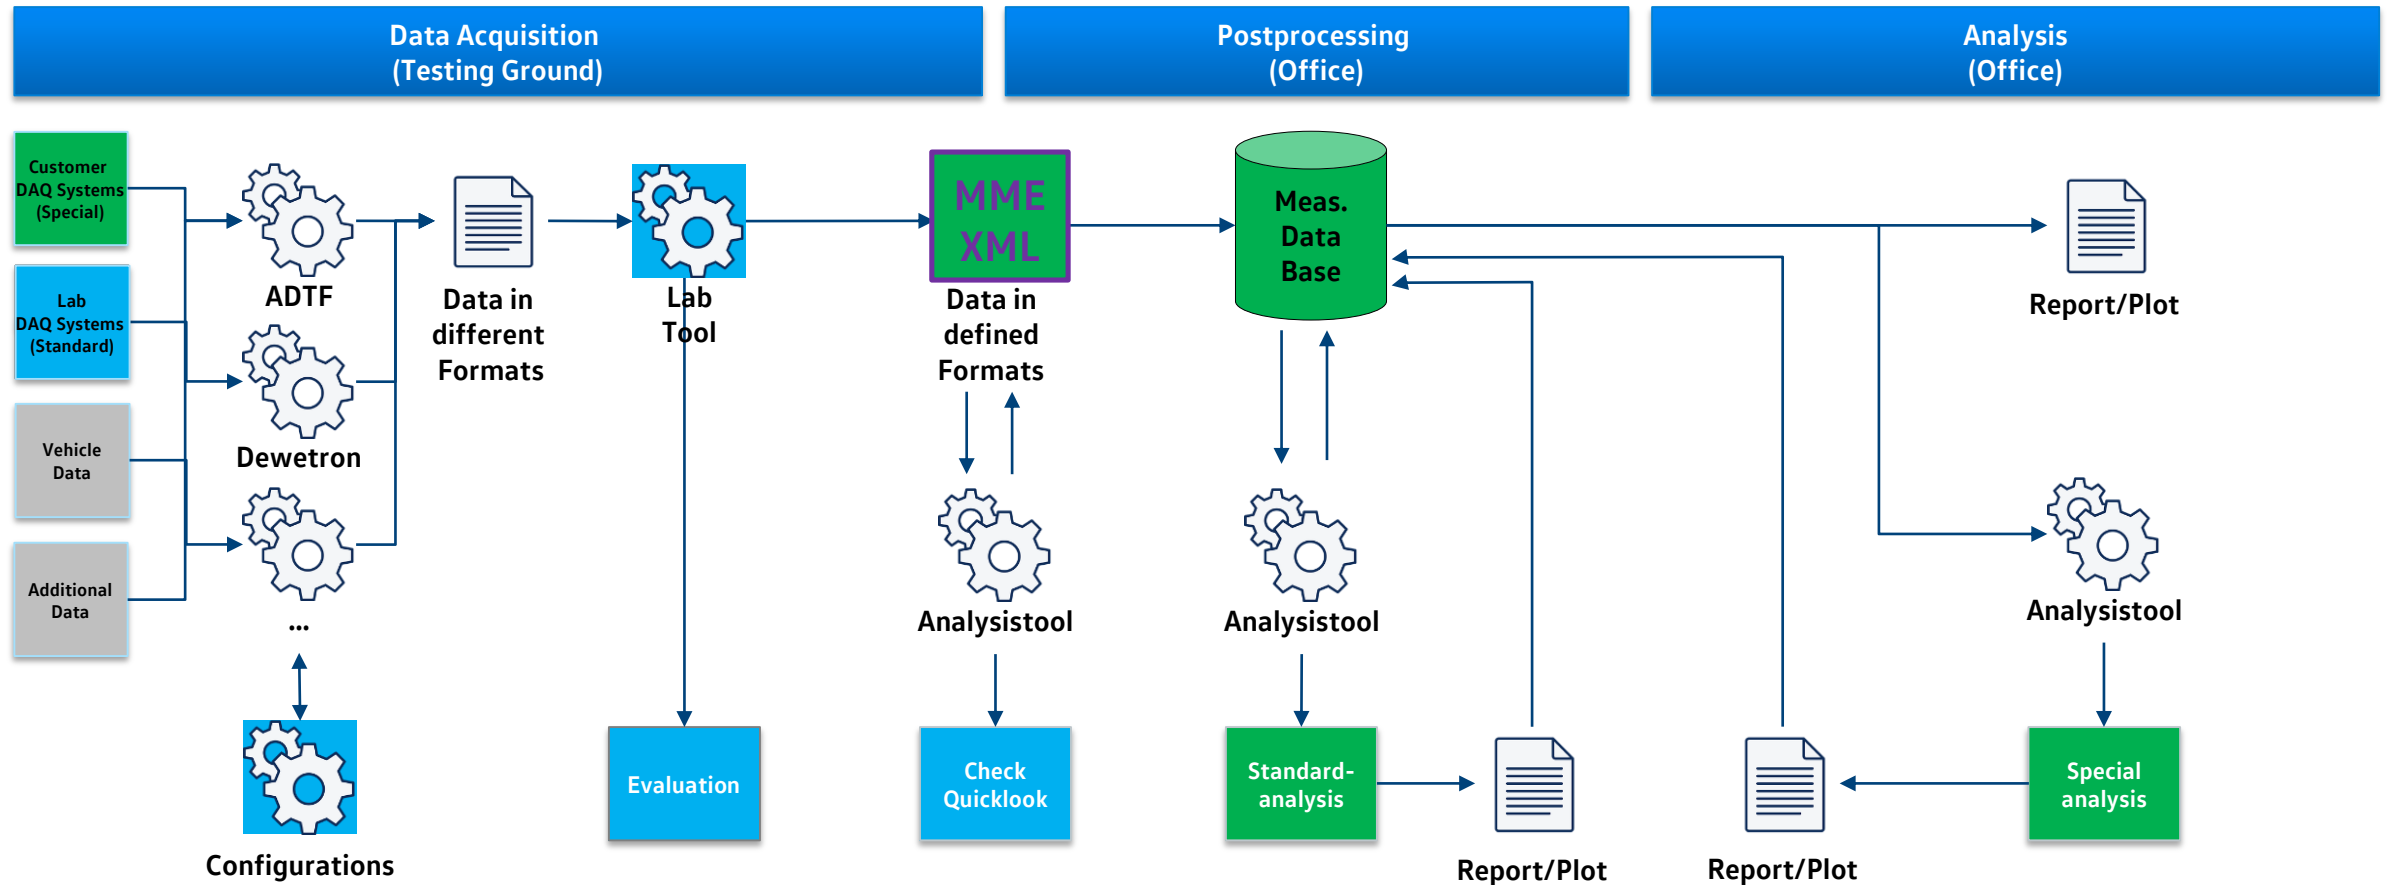 Data Acquisition
(Testing Ground)
Postprocessing
(Office)
Analysis
(Office)
Customer
DAQ Systems
(Special)
Lab
DAQ Systems
(Standard)
Vehicle
Data
Additional
Data
ADTF
Dewetron
...
Configurations
Data in
different
Formats
Lab
Tool
Evaluation
MME
XML
Data in
defined
Formats
Analysistool
Check
Quicklook
Meas.
Data
Base
Analysistool
Standard-
analysis
Report/Plot
Report/Plot
Report/Plot
Analysistool
Special
analysis